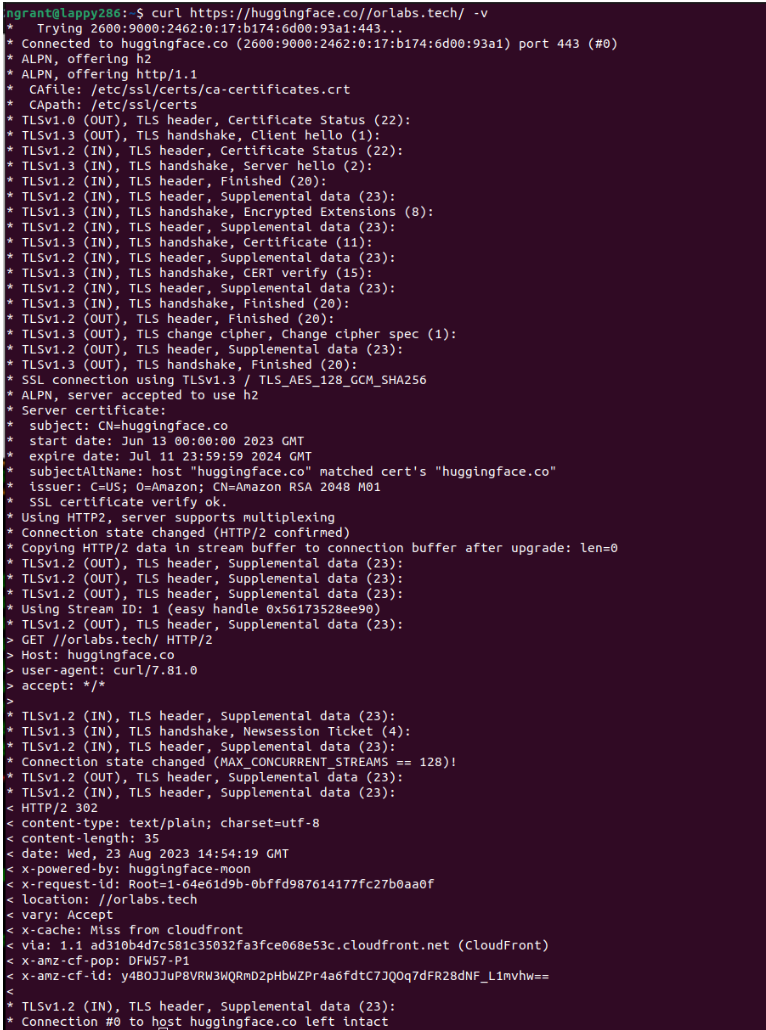 ngrant@lappy286:~$ curl https://huggingface.co//orlabs.tech/ -v
*   Trying 2600:9000:2462:0:17:b174:6d00:93a1:443...
* Connected to huggingface.co (2600:9000:2462:0:17:b174:6d00:93a1) port 443 (#0)
* ALPN, offering h2
* ALPN, offering http/1.1
*  CAfile: /etc/ssl/certs/ca-certificates.crt
*  CApath: /etc/ssl/certs
* TLSv1.0 (OUT), TLS header, Certificate Status (22):
* TLSv1.3 (OUT), TLS handshake, Client hello (1):
* TLSv1.2 (IN), TLS header, Certificate Status (22):
* TLSv1.3 (IN), TLS handshake, Server hello (2):
* TLSv1.2 (IN), TLS header, Finished (20):
* TLSv1.2 (IN), TLS header, Supplemental data (23):
* TLSv1.3 (IN), TLS handshake, Encrypted Extensions (8):
* TLSv1.2 (IN), TLS header, Supplemental data (23):
* TLSv1.3 (IN), TLS handshake, Certificate (11):
* TLSv1.2 (IN), TLS header, Supplemental data (23):
* TLSv1.3 (IN), TLS handshake, CERT verify (15):
* TLSv1.2 (IN), TLS header, Supplemental data (23):
* TLSv1.3 (IN), TLS handshake, Finished (20):
* TLSv1.2 (OUT), TLS header, Finished (20):
* TLSv1.3 (OUT), TLS change cipher, Change cipher spec (1):
* TLSv1.2 (OUT), TLS header, Supplemental data (23):
* TLSv1.3 (OUT), TLS handshake, Finished (20):
* SSL connection using TLSv1.3 / TLS_AES_128_GCM_SHA256
* ALPN, server accepted to use h2
* Server certificate:
*  subject: CN=huggingface.co
*  start date: Jun 13 00:00:00 2023 GMT
*  expire date: Jul 11 23:59:59 2024 GMT
*  subjectAltName: host "huggingface.co" matched cert's "huggingface.co"
*  issuer: C=US; O=Amazon; CN=Amazon RSA 2048 M01
*  SSL certificate verify ok.
* Using HTTP2, server supports multiplexing
* Connection state changed (HTTP/2 confirmed)
* Copying HTTP/2 data in stream buffer to connection buffer after upgrade: len=0
* TLSv1.2 (OUT), TLS header, Supplemental data (23):
* TLSv1.2 (OUT), TLS header, Supplemental data (23):
* TLSv1.2 (OUT), TLS header, Supplemental data (23):
* Using Stream ID: 1 (easy handle 0x56173528ee90)
* TLSv1.2 (OUT), TLS header, Supplemental data (23):
> GET //orlabs.tech/ HTTP/2
> Host: huggingface.co
> user-agent: curl/7.81.0
> accept: */*
>
* TLSv1.2 (IN), TLS header, Supplemental data (23):
* TLSv1.3 (IN), TLS handshake, Newsession Ticket (4):
* TLSv1.2 (IN), TLS header, Supplemental data (23):
* Connection state changed (MAX_CONCURRENT_STREAMS == 128)!
* TLSv1.2 (OUT), TLS header, Supplemental data (23):
* TLSv1.2 (IN), TLS header, Supplemental data (23):
< HTTP/2 302
< content-type: text/plain; charset=utf-8
< content-length: 35
< date: Wed, 23 Aug 2023 14:54:19 GMT
< x-powered-by: huggingface-moon
< x-request-id: Root=1-64e61d9b-0bffd987614177fc27b0aa0f
< location: //orlabs.tech
< vary: Accept
< x-cache: Miss from cloudfront
< via: 1.1 ad310b4d7c581c35032fa3fce068e53c.cloudfront.net (CloudFront)
< x-amz-cf-pop: DFW57-P1
< x-amz-cf-id: y4BOJJuP8VRW3WQRmD2pHbWZPr4a6fdtC7JQOq7dFR28dNF_L1mvhw==
<
* TLSv1.2 (IN), TLS header, Supplemental data (23):
* Connection #0 to host huggingface.co left intact